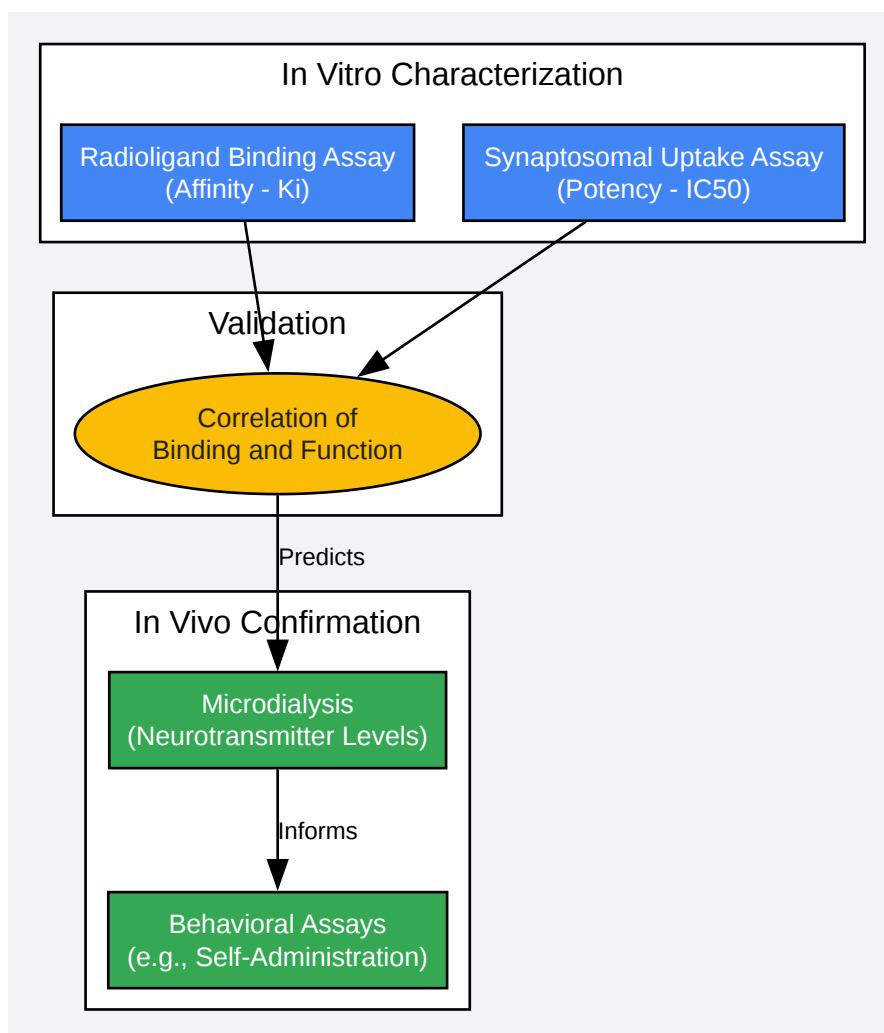 In Vitro Characterization
Radioligand Binding Assay
(Affinity - Ki)
Synaptosomal Uptake Assay
(Potency - IC50)
Validation
Correlation of
Binding and Function
Predicts
In Vivo Confirmation
Microdialysis
(Neurotransmitter Levels)
Informs
Behavioral Assays
(e.g., Self-Administration)